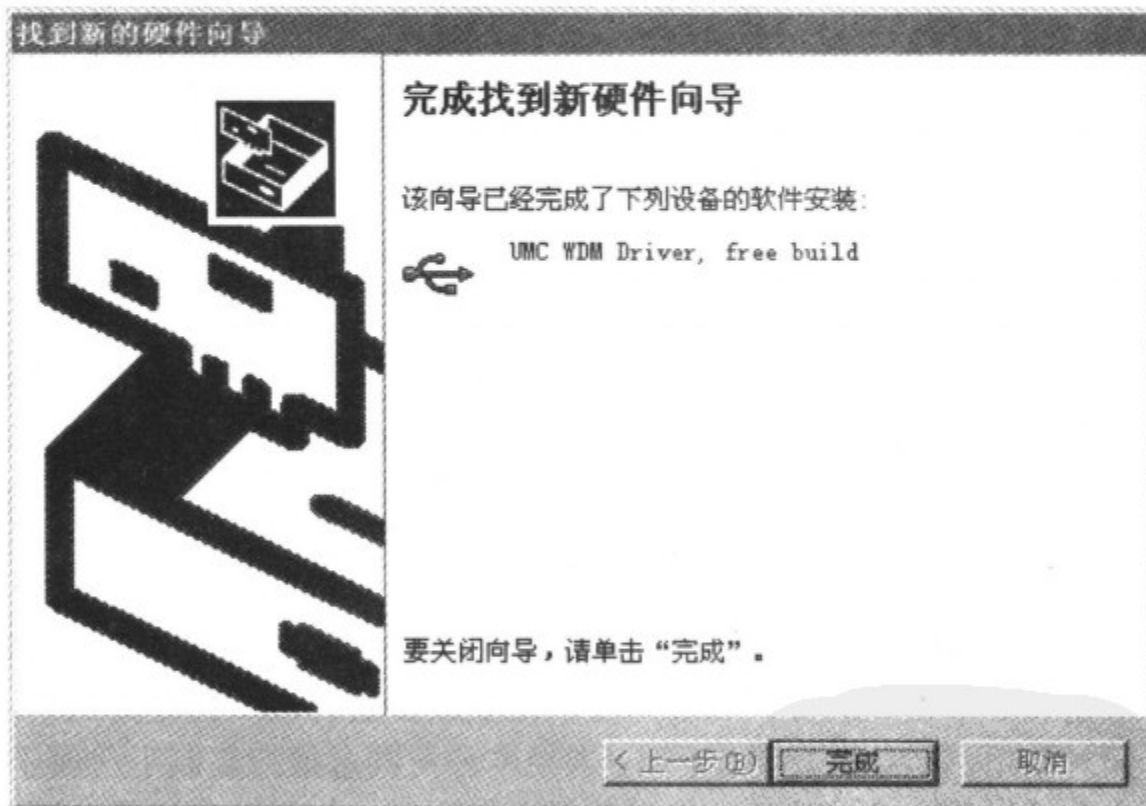 找到新的硬件向导
完成找到新硬件向导
该向导已经完成了下列设备的软件安装:
UMC WDM Driver, free build
要关闭向导，请单击“完成”。
<上一步(B) 完成 取消